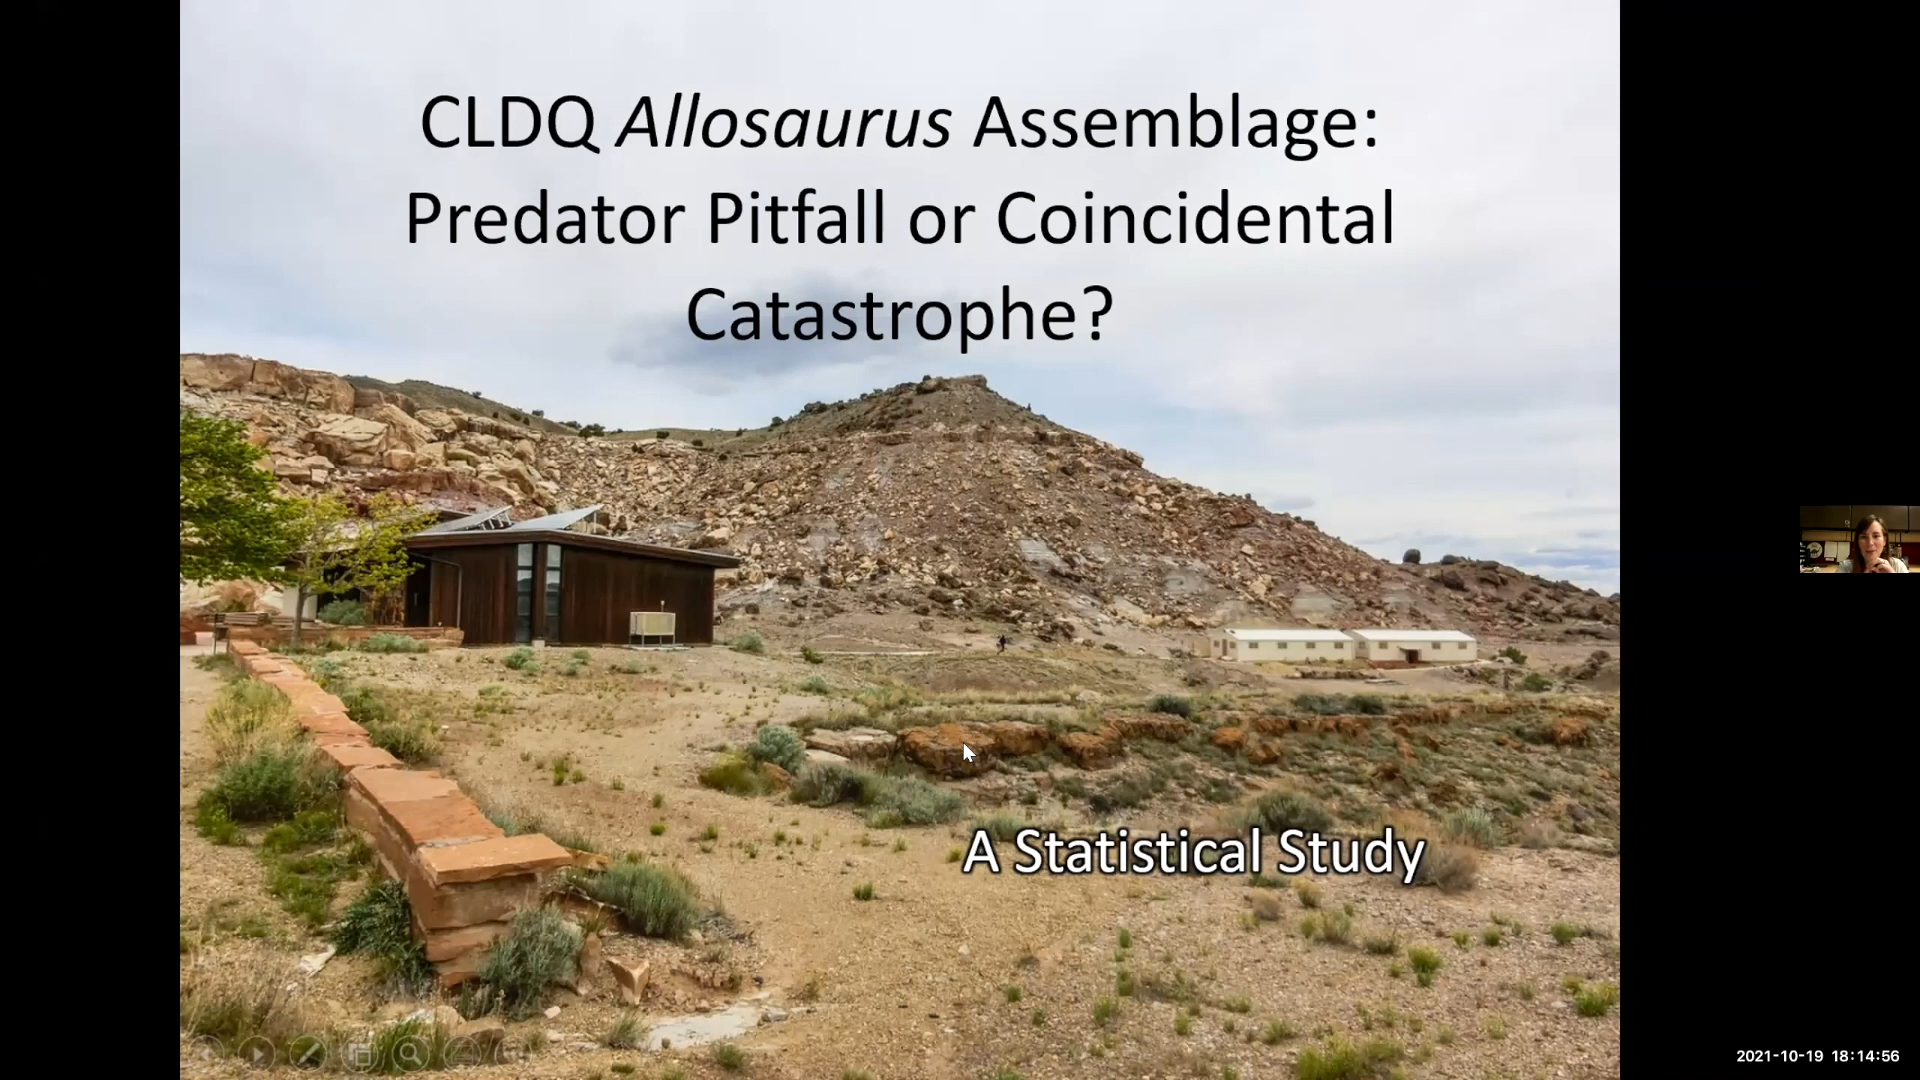 CLDQ Allosaurus Assemblage:
Predator Pitfall or Coincidental
Catastrophe?
A Statistical Study
2021-10-19 18:14:56